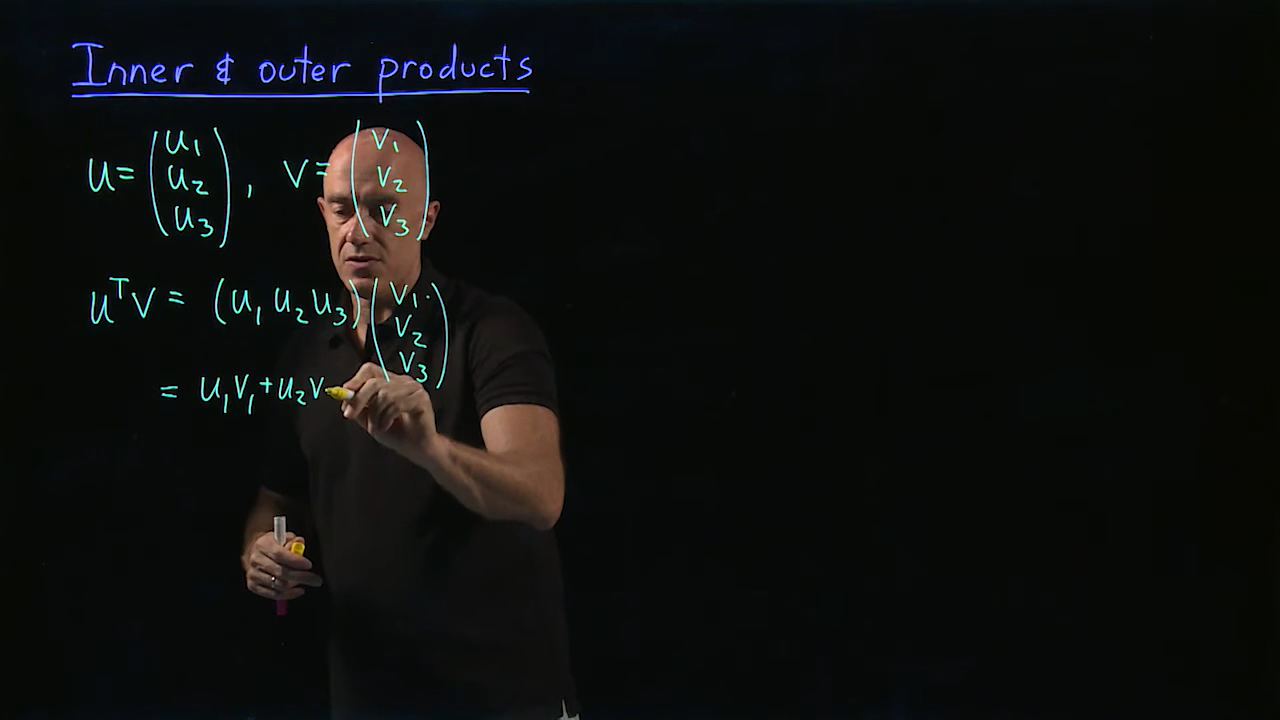 Inner & outer products
u = (u₁ u₂ u₃), v = (v₁ v₂ v₃)
uᵀv = (u₁ u₂ u₃) (v₁ v₂ v₃)
= u₁v₁ + u₂v